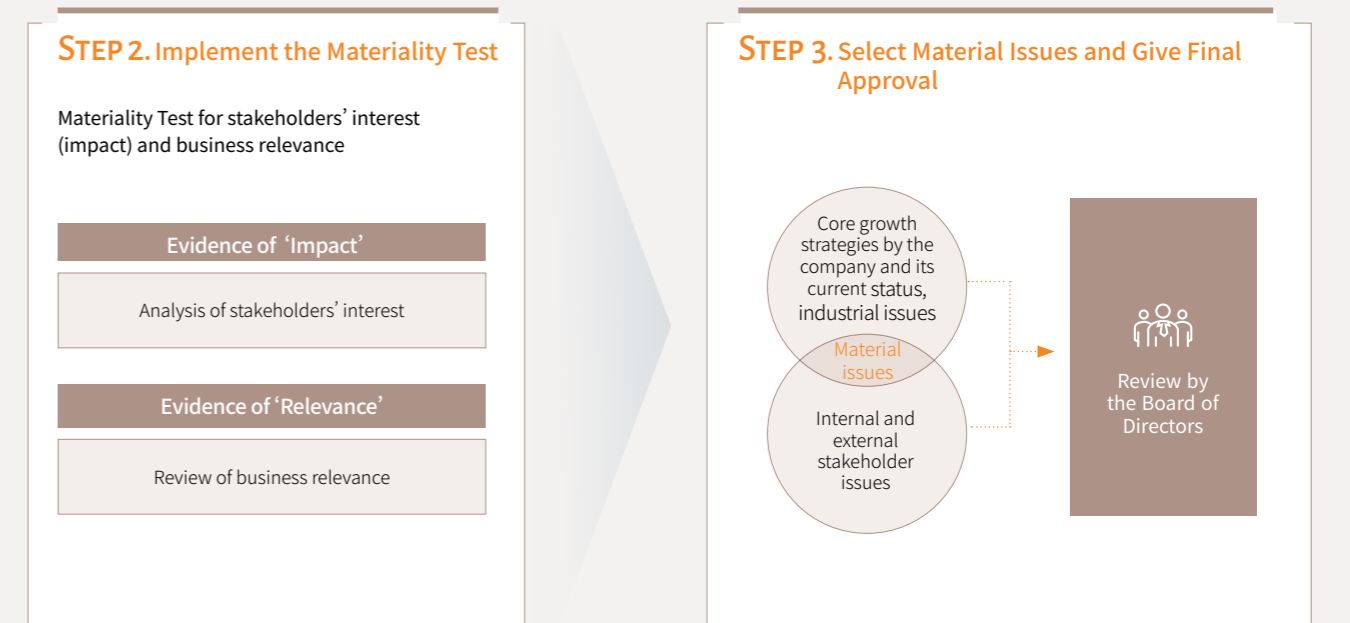 STEP 2. Implement the Materiality Test
Materiality Test for stakeholders’ interest
(impact) and business relevance
Evidence of ‘Impact’
Analysis of stakeholders’ interest
Evidence of ‘Relevance’
Review of business relevance
STEP 3. Select Material Issues and Give Final
Approval
Core growth
strategies by the
company and its
current status,
industrial issues
Material
issues
Internal and
external
stakeholder
issues
Review by
the Board of
Directors